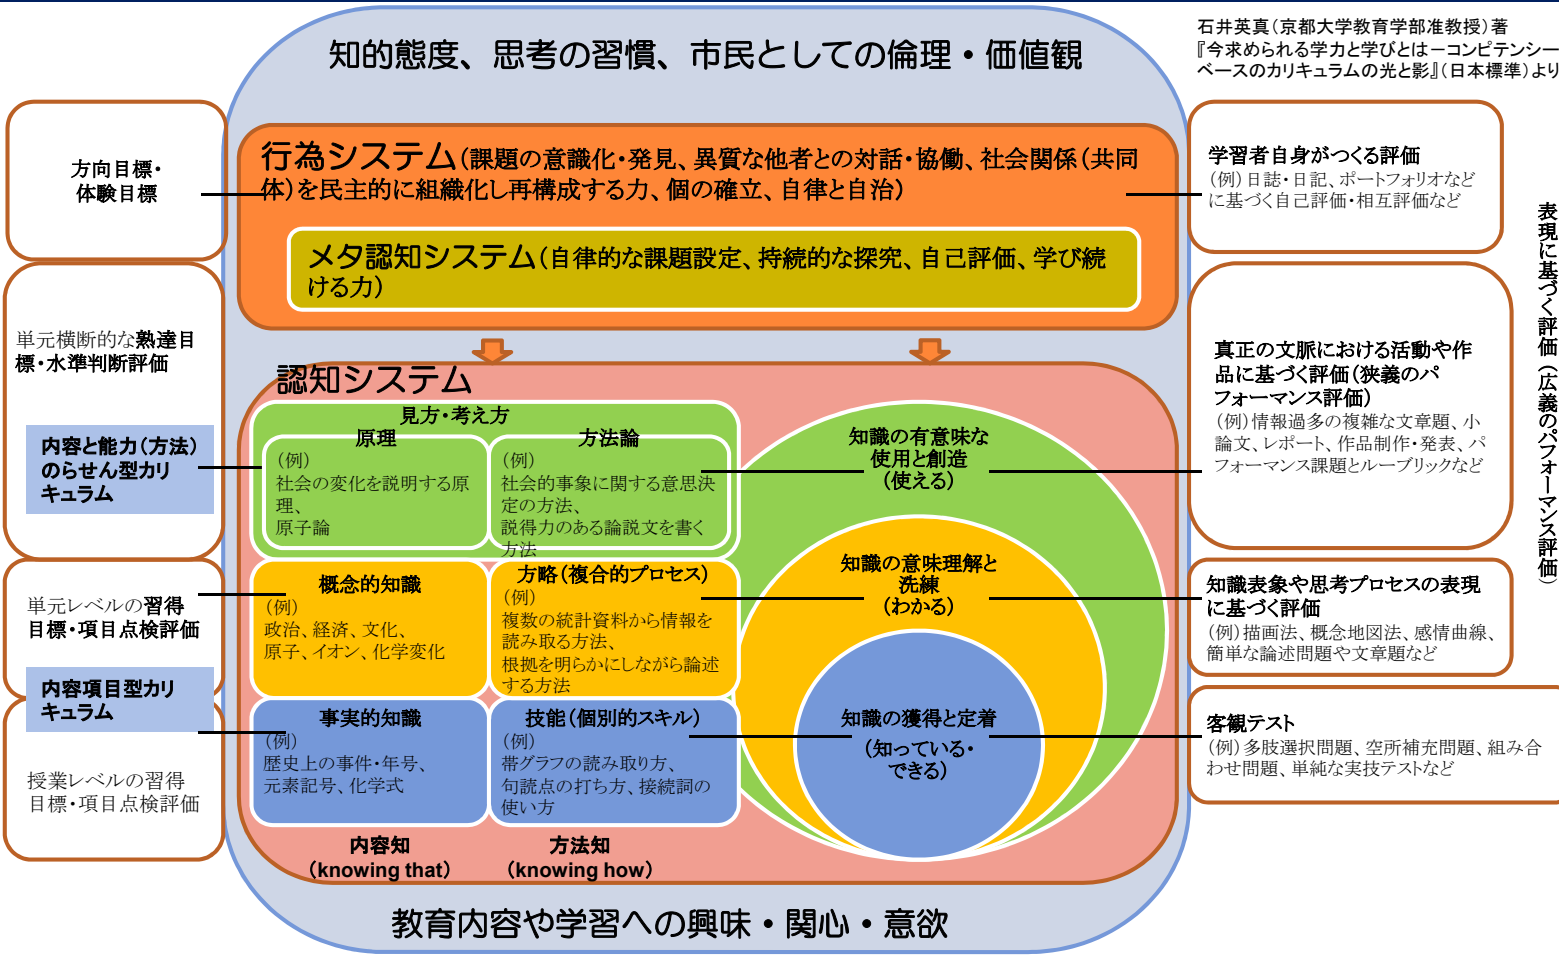 知的態度、思考の習慣、市民としての倫理・価値観
石井英真（京都大学教育学部准教授）著
『今求められる学力と学びとは－コンピテンシー
ベースのカリキュラムの光と影』（日本標準）より
方向目標・
体験目標
行為システム（課題の意識化・発見、異質な他者との対話・協働、社会関係（共同
体）を民主的に組織化し再構成する力、個の確立、自律と自治）
メタ認知システム（自律的な課題設定、持続的な探究、自己評価、学び続
ける力）
学習者自身がつくる評価
（例）日誌・日記、ポートフォリオなど
に基づく自己評価・相互評価など
表現に基づく評価（広義のパフォーマンス評価）
単元横断的な熟達目
標・水準判断評価
内容と能力（方法）
のらせん型カリ
キュラム
認知システム
見方・考え方
原理
（例）
社会の変化を説明する原
理、
原子論
方法論
（例）
社会的事象に関する意思決
定の方法、
説得力のある論説文を書く
方法
知識の有意味な
使用と創造
（使える）
真正の文脈における活動や作
品に基づく評価（狭義のパ
フォーマンス評価）
（例）情報過多の複雑な文章題、小
論文、レポート、作品制作・発表、パ
フォーマンス課題とルーブリックなど
単元レベルの習得
目標・項目点検評価
内容項目型カリ
キュラム
概念的知識
（例）
政治、経済、文化、
原子、イオン、化学変化
方略（複合的プロセス）
（例）
複数の統計資料から情報を
読み取る方法、
根拠を明らかにしながら論述
する方法
知識の意味理解と
洗練
（わかる）
知識表象や思考プロセスの表現
に基づく評価
（例）描画法、概念地図法、感情曲線、
簡単な論述問題や文章題など
授業レベルの習得
目標・項目点検評価
事実的知識
（例）
歴史上の事件・年号、
元素記号、化学式
技能（個別的スキル）
（例）
帯グラフの読み取り方、
句読点の打ち方、接続詞の
使い方
知識の獲得と定着
（知っている・
できる）
客観テスト
（例）多肢選択問題、空所補充問題、組み合
わせ問題、単純な実技テストなど
内容知
（knowing that）
方法知
（knowing how）
教育内容や学習への興味・関心・意欲